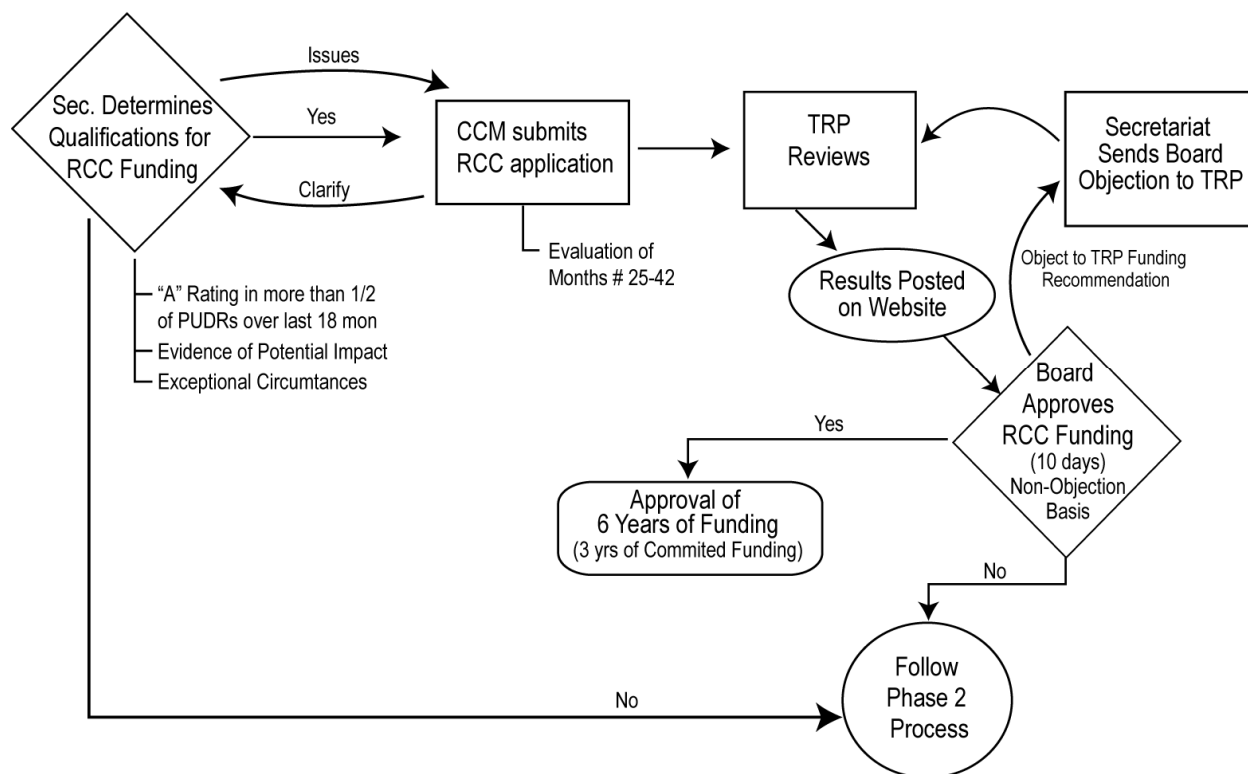 Issues
Sec. Determines
Qualifications for
RCC Funding
Yes
Clarify
CCM submits
RCC application
Evaluation of
Months # 25-42
TRP
Reviews
Secretariat
Sends Board
Objection to TRP
“A” Rating in more than 1/2
of PUDRs over last 18 mon
Evidence of Potential Impact
Exceptional Circumtances
Results Posted
on Website
Object to TRP Funding
Recommendation
Board
Approves
RCC Funding
(10 days)
Non-Objection
Basis
Yes
Approval of
6 Years of Funding
(3 yrs of Commited Funding)
No
Follow
Phase 2
Process
No